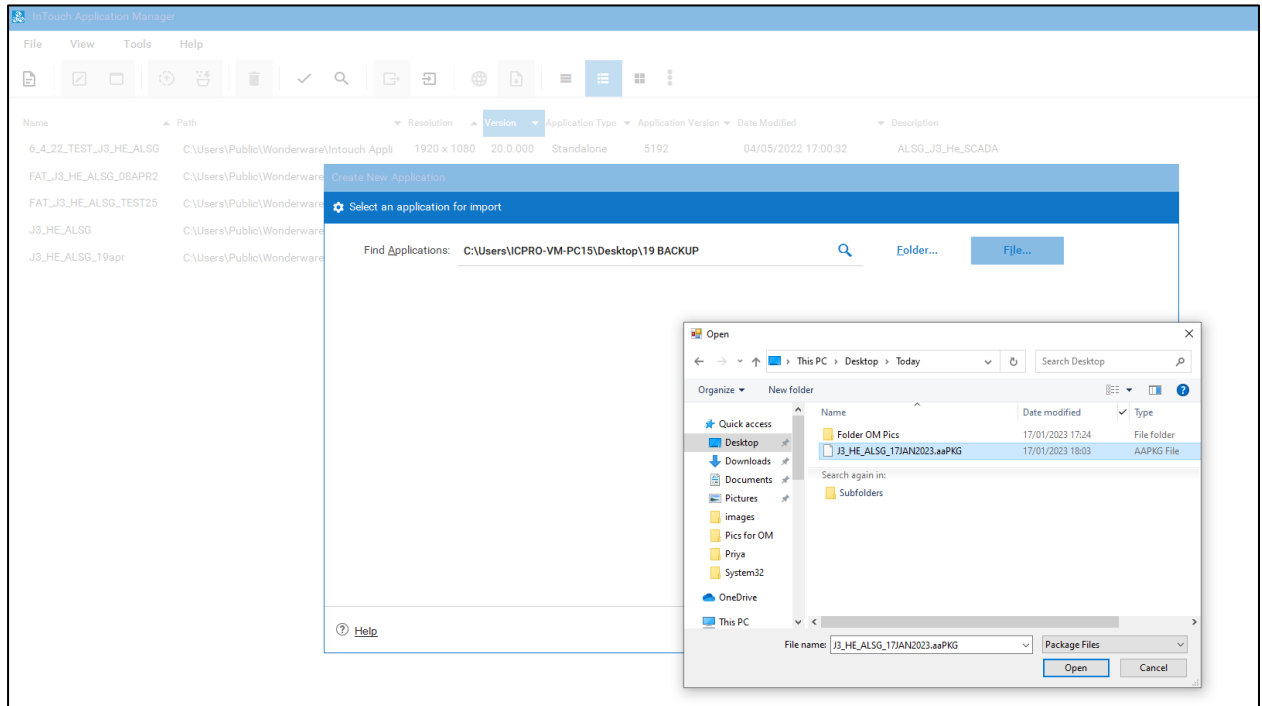 InTouch Application Manager
File View Tools Help
Name Path Resolution Version Application Type Application Version Date Modified Description
6_4_22_TEST_J3_HE_ALSG C:\Users\Public\Wonderware\Intouch Appli 1920 x 1080 20.0.000 Standalone 5192 04/05/2022 17:00:32 ALSG_J3_He_SCADA
FAT_J3_HE_ALSG_08APR2 C:\Users\Public\Wonderware
FAT_J3_HE_ALSG_TEST25 C:\Users\Public\Wonderware
J3_HE_ALSG C:\Users\Public\Wonderware
J3_HE_ALSG_19apr C:\Users\Public\Wonderware
Create New Application
Select an application for import
Find Applications: C:\Users\ICPRO-VM-PC15\Desktop\19 BACKUP Folder... File...
Open
This PC > Desktop > Today Search Desktop
Organize New folder
Name Date modified Type
Quick access
Desktop
Downloads
Documents
Pictures
images
Pics for OM
Priya
System32
OneDrive
This PC
Folder OM Pics 17/01/2023 17:24 File folder
J3_HE_ALSG_17JAN2023.aaPKG 17/01/2023 18:03 AAPKG File
Search again in:
Subfolders
File name: J3_HE_ALSG_17JAN2023.aaPKG Package Files
Open Cancel
Help